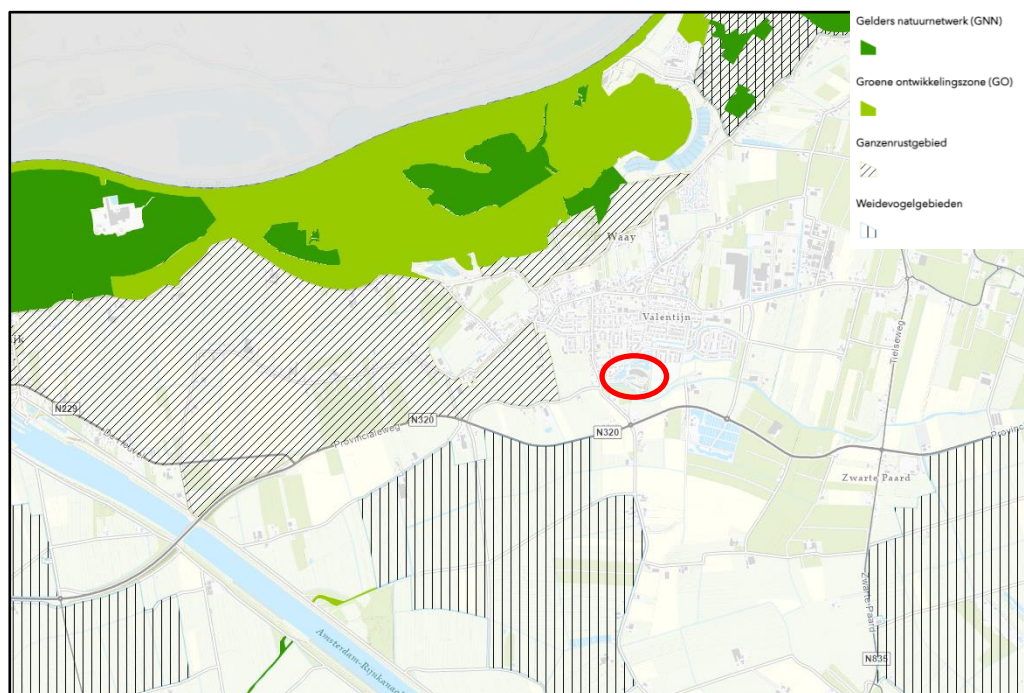 Gelders natuurnetwerk (GNN)
Groene ontwikkelingszone (GO)
Ganzenrustgebied
Weidevogelgebieden
Waay
Valentijn
Tielseweg
N229
N320
Provincialeweg
N320
Zwarte Paard
Zwarte Paard
Amsterdam-Rijnkanaal
N835